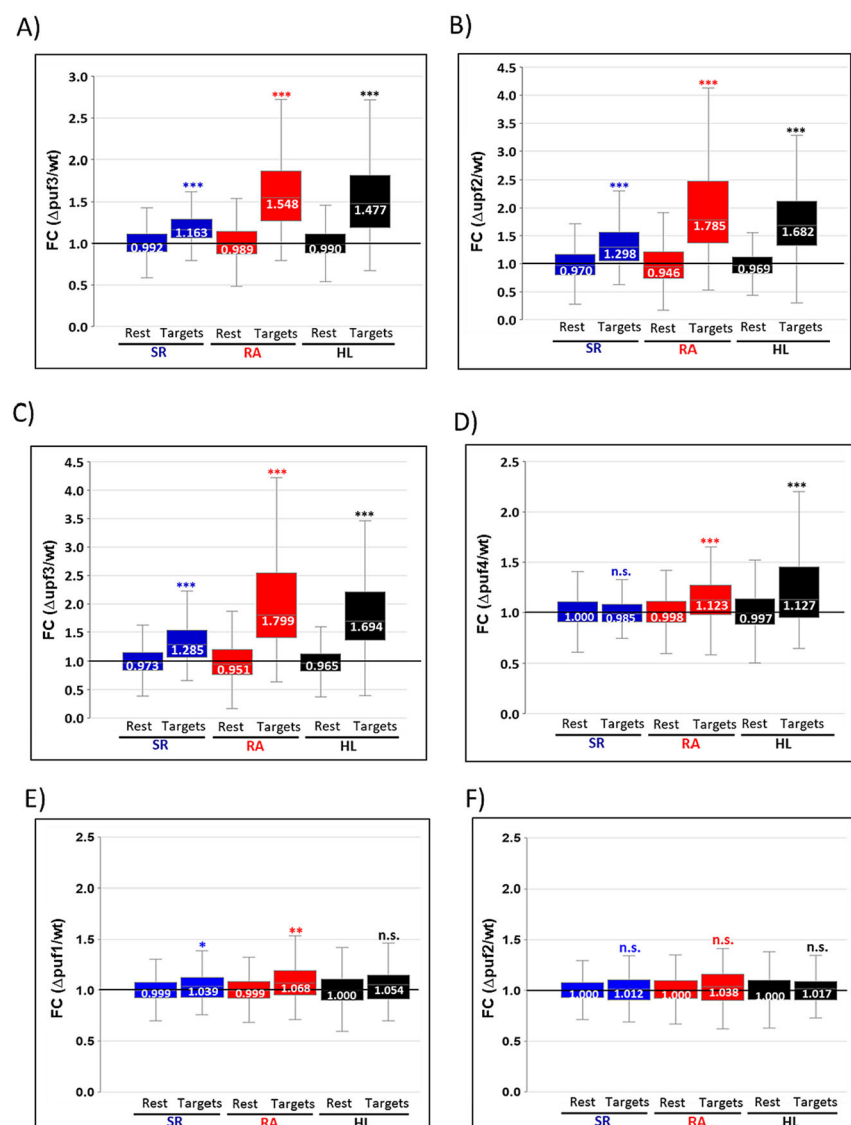 A)
FC (Δpuf3/wt)
3.0
2.5
2.0
1.5
1.0
0.5
0.0
*** *** ***
0.992 1.163 0.989 1.548 0.990 1.477
Rest Targets Rest Targets Rest Targets
SR RA HL
B)
FC (Δupf2/wt)
4.5
4.0
3.5
3.0
2.5
2.0
1.5
1.0
0.5
0.0
*** *** ***
0.970 1.298 0.946 1.785 0.969 1.682
Rest Targets Rest Targets Rest Targets
SR RA HL
C)
FC (Δupf3/wt)
4.5
4.0
3.5
3.0
2.5
2.0
1.5
1.0
0.5
0.0
*** *** ***
0.973 1.285 0.951 1.799 0.965 1.694
Rest Targets Rest Targets Rest Targets
SR RA HL
D)
FC (Δpuf4/wt)
2.5
2.0
1.5
1.0
0.5
0.0
n.s. *** ***
1.000 0.985 0.998 1.123 0.997 1.127
Rest Targets Rest Targets Rest Targets
SR RA HL
E)
FC (Δpuf1/wt)
2.5
2.0
1.5
1.0
0.5
0.0
* ** n.s.
0.999 1.039 0.999 1.068 1.000 1.054
Rest Targets Rest Targets Rest Targets
SR RA HL
F)
FC (Δpuf2/wt)
2.5
2.0
1.5
1.0
0.5
0.0
n.s. n.s. n.s.
1.000 1.012 1.000 1.038 1.000 1.017
Rest Targets Rest Targets Rest Targets
SR RA HL